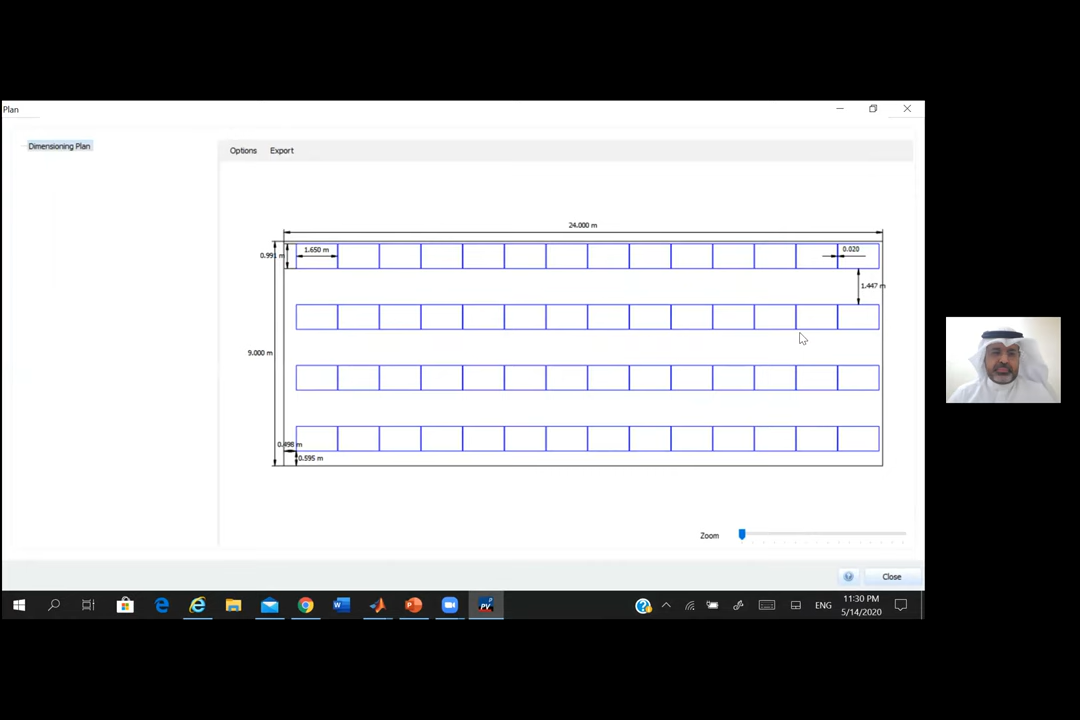 Plan
Dimensioning Plan
Options Export
24.000 m
1.650 m
0.020
0.991 m
1.447 m
9.000 m
0.498 m
0.595 m
Zoom
Close
ENG
11:30 PM
5/14/2020